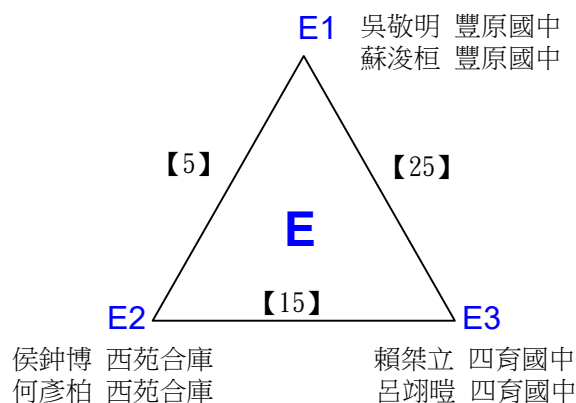 E1 吳敬明 豐原國中
蘇浚桓 豐原國中
【5】 【25】
E
【15】
E2 E3
侯鈡博 西苑合庫 賴桀立 四育國中
何彥柏 西苑合庫 呂翊暟 四育國中